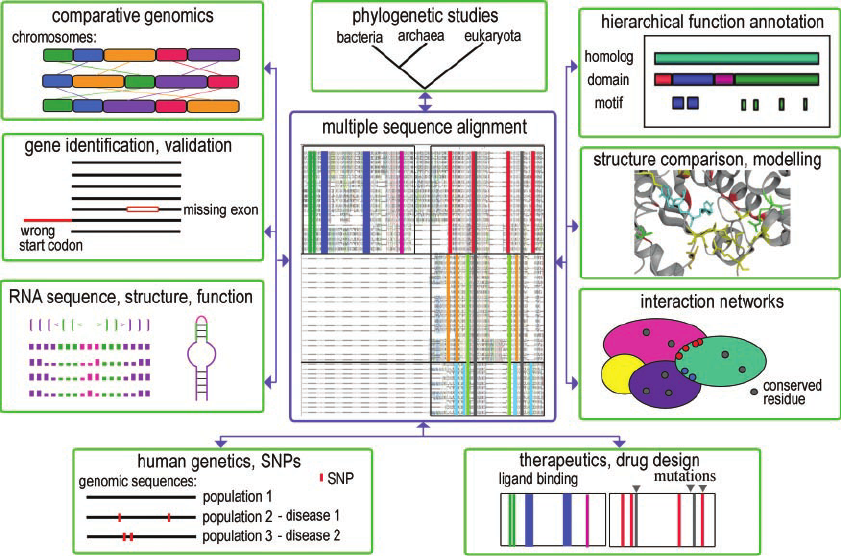 comparative genomics
chromosomes:
phylogenetic studies
bacteria archaea eukaryota
hierarchical function annotation
homolog
domain
motif
gene identification, validation
missing exon
wrong
start codon
multiple sequence alignment
structure comparison, modelling
RNA sequence, structure, function
interaction networks
conserved
residue
human genetics, SNPs
genomic sequences:
SNP
population 1
population 2 - disease 1
population 3 - disease 2
therapeutics, drug design
ligand binding
mutations